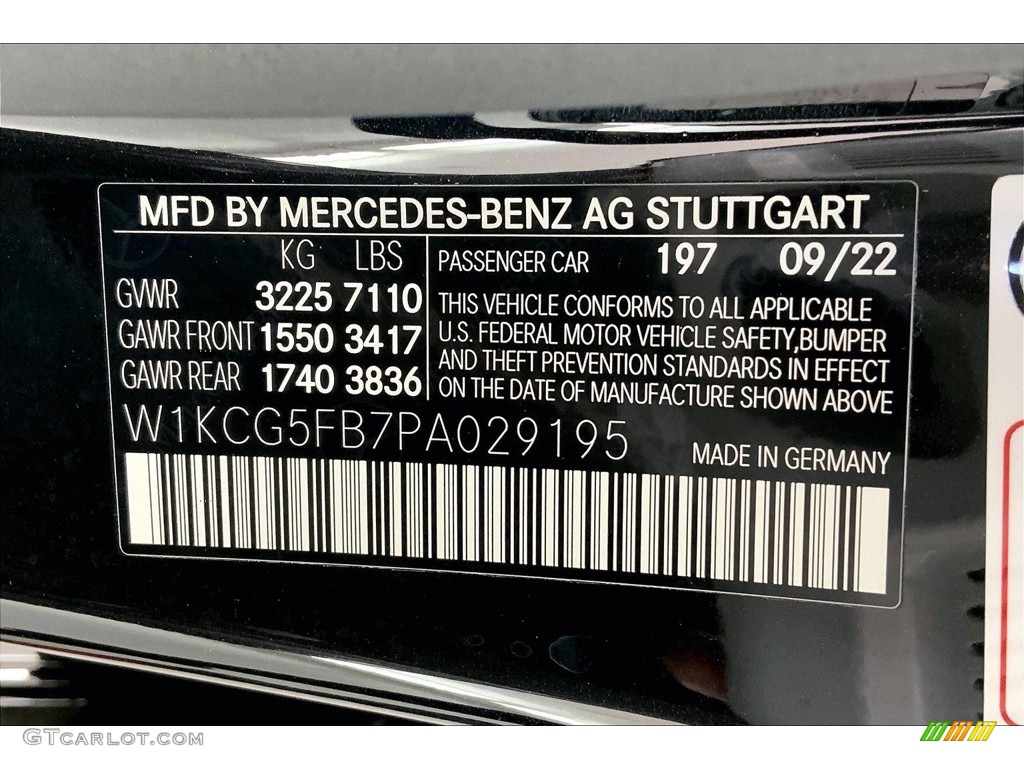 MFD BY MERCEDES-BENZ AG STUTTGART
KG LBS
GVWR 3225 7110
GAWR FRONT 1550 3417
GAWR REAR 1740 3836
PASSENGER CAR 197 09/22
THIS VEHICLE CONFORMS TO ALL APPLICABLE
U.S. FEDERAL MOTOR VEHICLE SAFETY,BUMPER
AND THEFT PREVENTION STANDARDS IN EFFECT
ON THE DATE OF MANUFACTURE SHOWN ABOVE
W1KCG5FB7PA029195
MADE IN GERMANY
GTCARLOT.COM